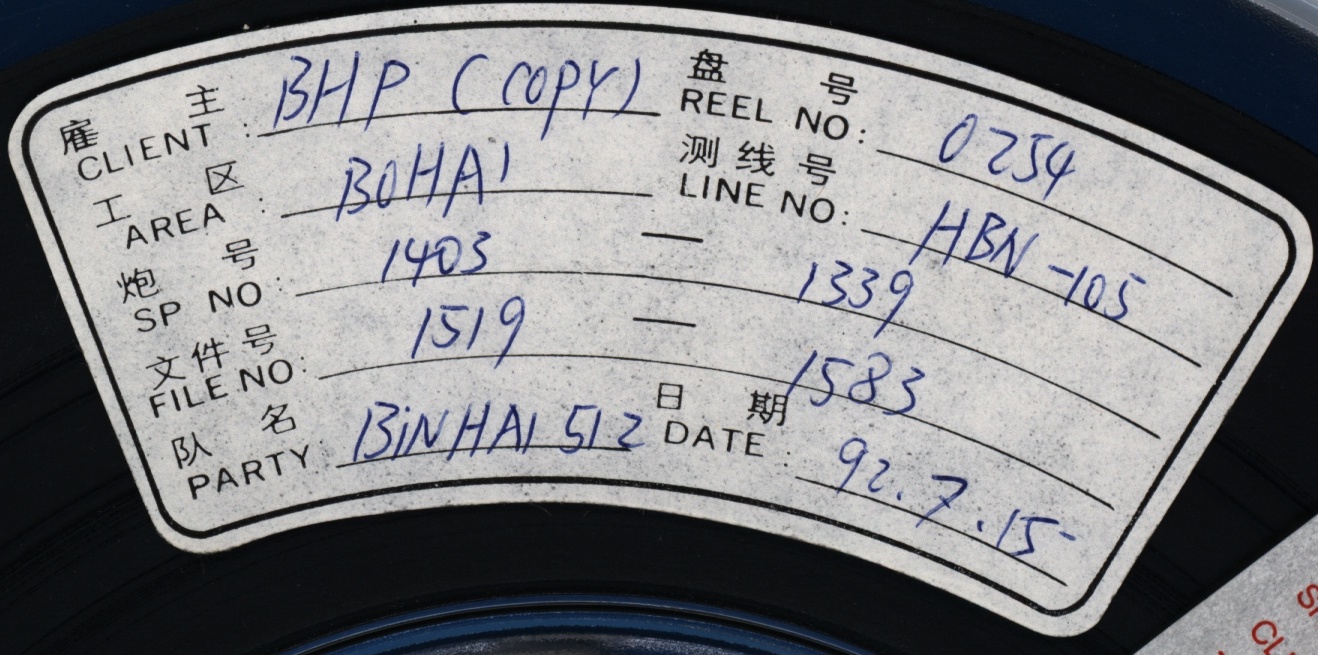 雇主 CLIENT: BHP (COPY)
盘号 REEL NO: 0254
工区 AREA: BOHAI
测线号 LINE NO: HBN-105
炮号 SP NO: 1403 — 1339
文件号 FILE NO: 1519 — 1583
队名 PARTY: BiNHAI 512
日期 DATE: 92.7.15